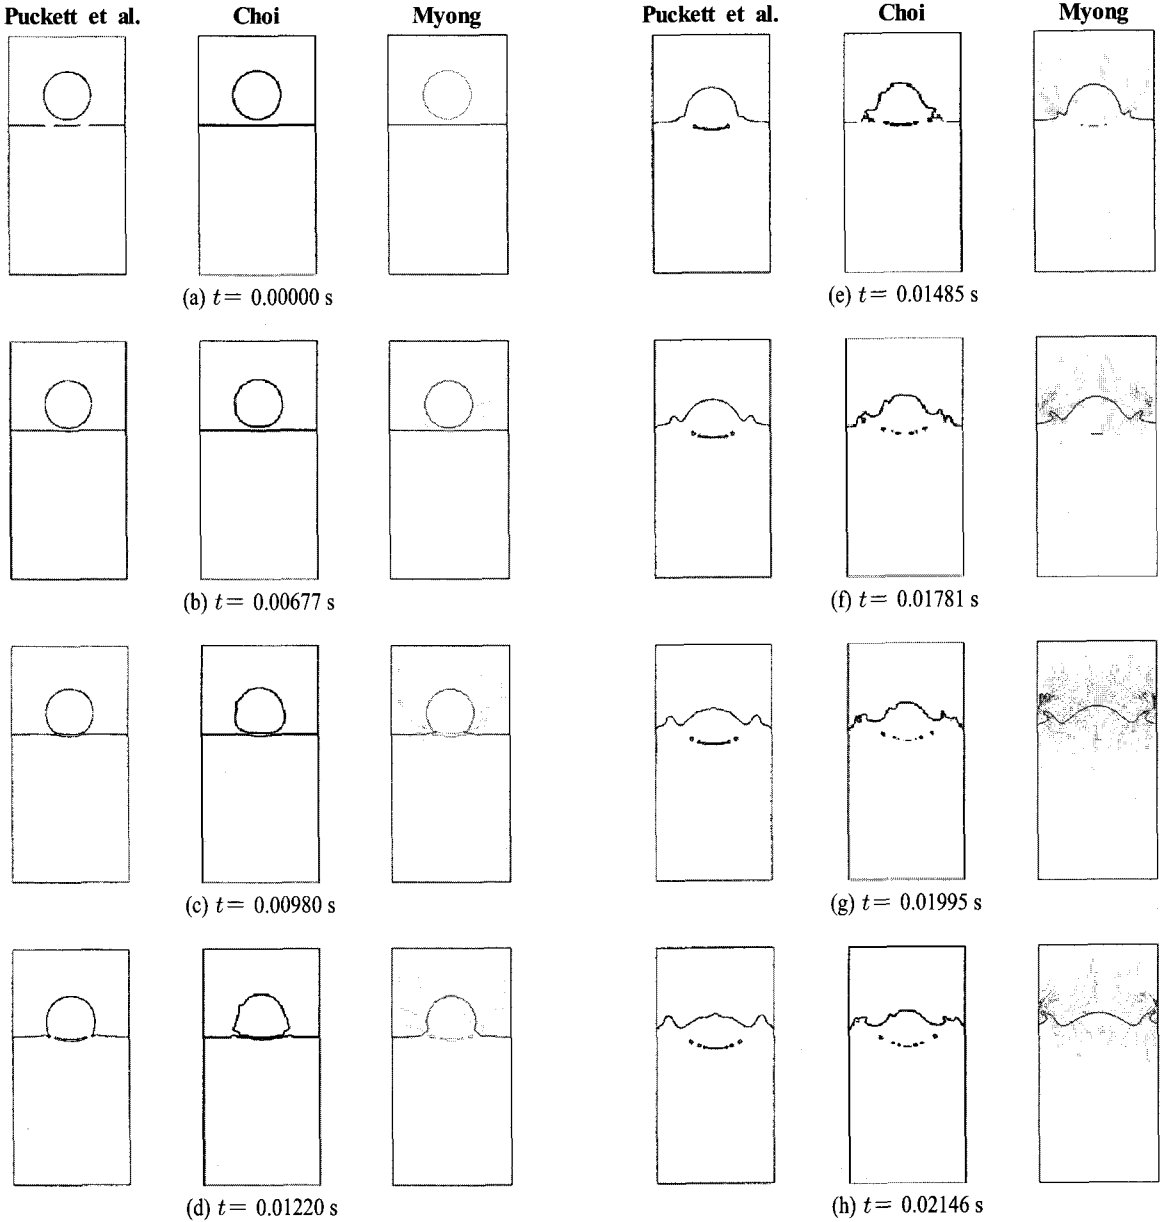 Puckett et al. Choi Myong
(a) t = 0.00000 s
(b) t = 0.00677 s
(c) t = 0.00980 s
(d) t = 0.01220 s
Puckett et al. Choi Myong
(e) t = 0.01485 s
(f) t = 0.01781 s
(g) t = 0.01995 s
(h) t = 0.02146 s